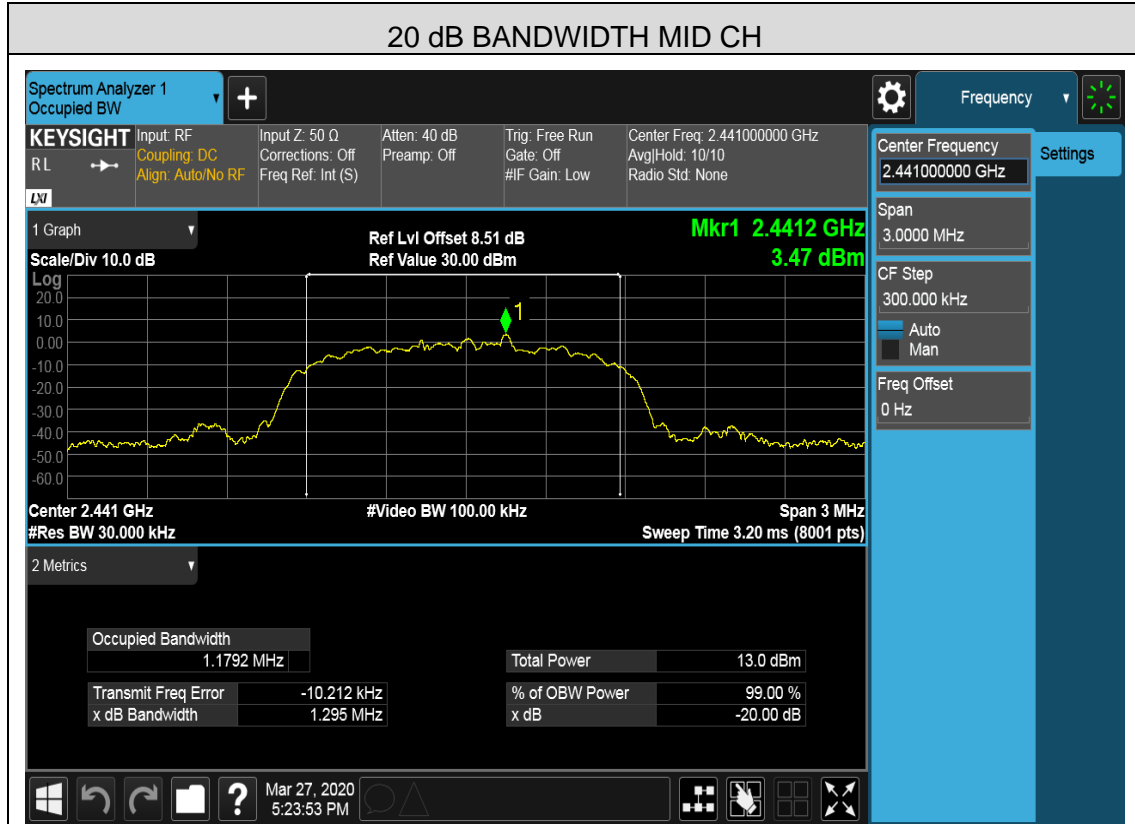 20 dB BANDWIDTH MID CH
Spectrum Analyzer 1
Occupied BW
Frequency
KEYSIGHT
R L
LXI
Input: RF
Coupling: DC
Align: Auto/No RF
Input Z: 50 Ω
Corrections: Off
Freq Ref: Int (S)
Atten: 40 dB
Preamp: Off
Trig: Free Run
Gate: Off
#IF Gain: Low
Center Freq: 2.441000000 GHz
Avg|Hold: 10/10
Radio Std: None
Center Frequency
2.441000000 GHz
Settings
Span
3.0000 MHz
CF Step
300.000 kHz
Auto
Man
Freq Offset
0 Hz
1 Graph
Scale/Div 10.0 dB
Ref Lvl Offset 8.51 dB
Ref Value 30.00 dBm
Mkr1 2.4412 GHz
3.47 dBm
Log
20.0
10.0
0.00
-10.0
-20.0
-30.0
-40.0
-50.0
-60.0
1
Center 2.441 GHz
#Video BW 100.00 kHz
Span 3 MHz
#Res BW 30.000 kHz
Sweep Time 3.20 ms (8001 pts)
2 Metrics
Occupied Bandwidth
1.1792 MHz
Total Power 13.0 dBm
Transmit Freq Error -10.212 kHz
% of OBW Power 99.00 %
x dB Bandwidth 1.295 MHz
x dB -20.00 dB
?
Mar 27, 2020
5:23:53 PM